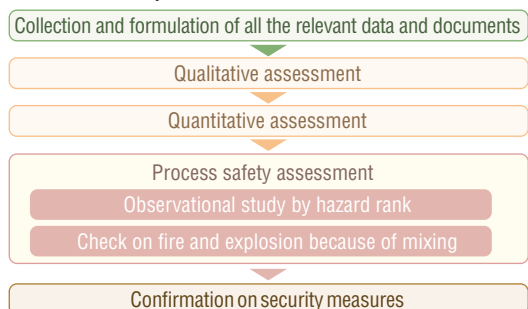 Collection and formulation of all the relevant data and documents
Qualitative assessment
Quantitative assessment
Process safety assessment
Observational study by hazard rank
Check on fire and explosion because of mixing
Confirmation on security measures